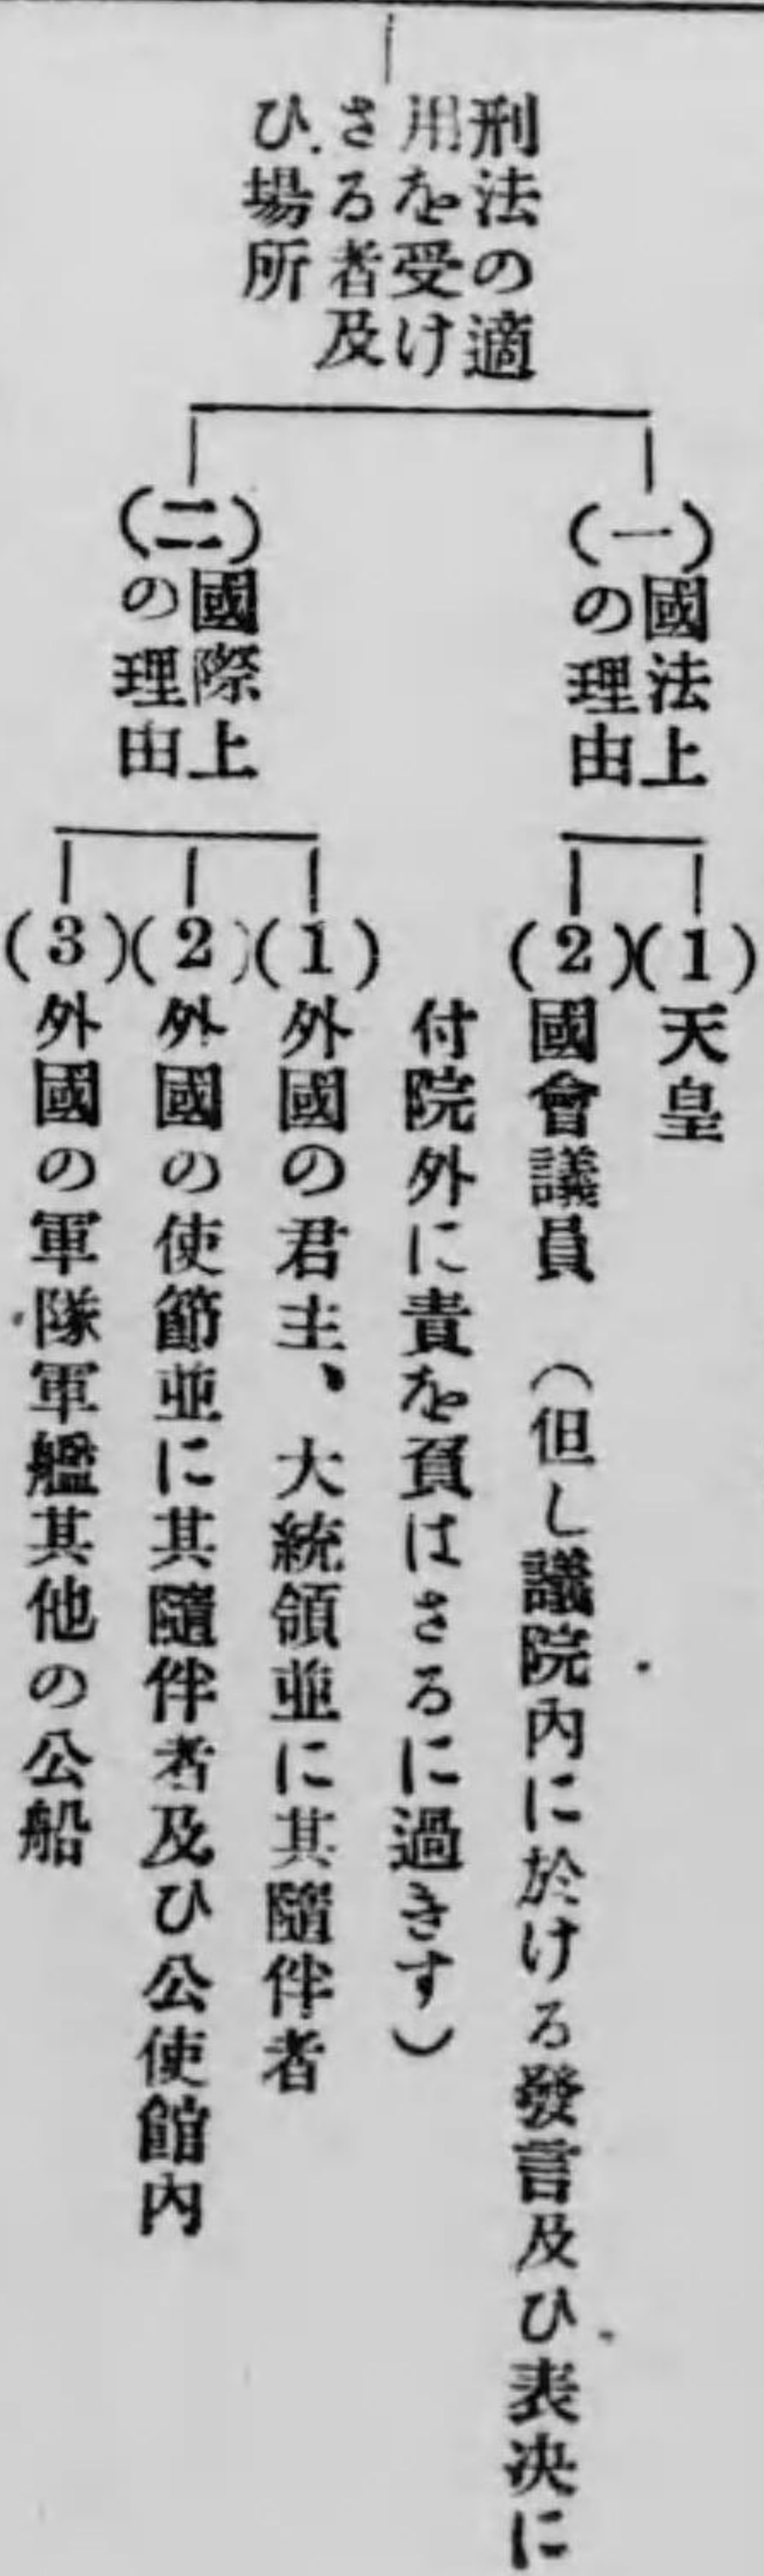 刑法の適
用を受け
さる者及
ひ場所
(一)國法上
の理由
(1)天皇
(2)國會議員 (但し議院內に於ける發言及ひ表決に
付院外に責を負はさるに過きす)
(二)國際上
の理由
(1)外國の君主、大統領並に其隨伴者
(2)外國の使節並に其隨伴者及ひ公使館內
(3)外國の軍隊軍艦其他の公船